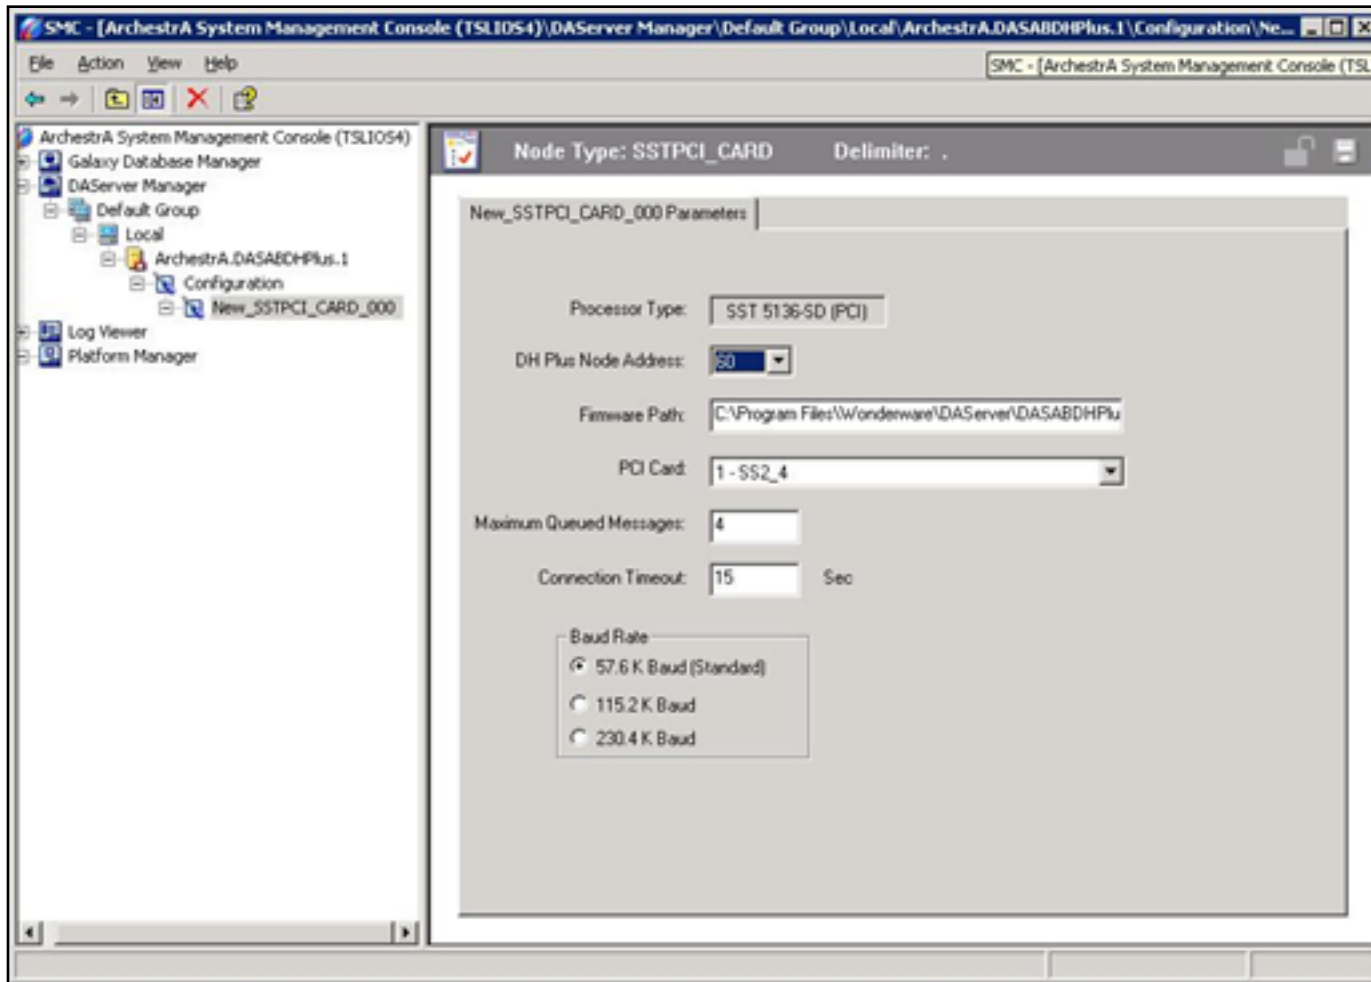 SMC - [ArchestrA System Management Console (TSLIOS4)\DAServer Manager\Default Group\Local\ArchestrA.DASABDHPlus.1\Configuration\Ne...
File Action View Help
SMC - [ArchestrA System Management Console (TSL
ArchestrA System Management Console (TSLIOS4)
Galaxy Database Manager
DAServer Manager
Default Group
Local
ArchestrA.DASABDHPlus.1
Configuration
New_SSTPCI_CARD_000
Log Viewer
Platform Manager
Node Type: SSTPCI_CARD Delimiter: .
New_SSTPCI_CARD_000 Parameters
Processor Type: SST 5136-SD (PCI)
DH Plus Node Address: 60
Firmware Path: C:\Program Files\Wonderware\DAServer\DASABDHPlu
PCI Card: 1 - SS2_4
Maximum Queued Messages: 4
Connection Timeout: 15 Sec
Baud Rate
57.6 K Baud (Standard)
115.2 K Baud
230.4 K Baud